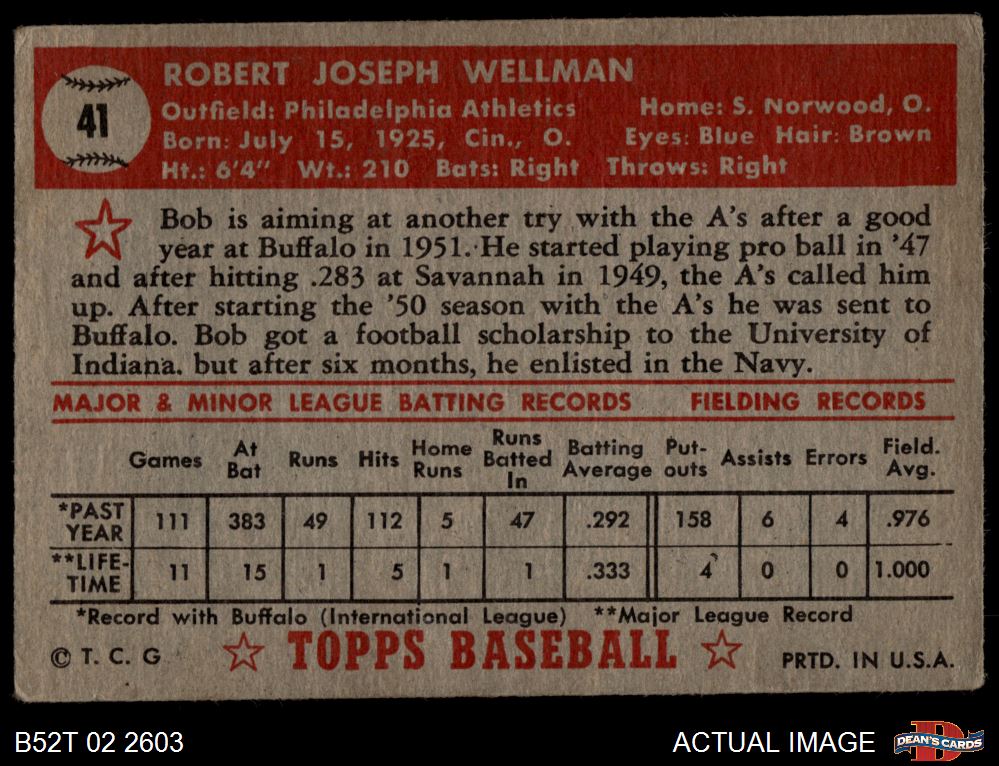 41
ROBERT JOSEPH WELLMAN
Outfield: Philadelphia Athletics Home: S. Norwood, O.
Born: July 15, 1925, Cin., O. Eyes: Blue Hair: Brown
Ht.: 6'4" Wt.: 210 Bats: Right Throws: Right
Bob is aiming at another try with the A's after a good
year at Buffalo in 1951. He started playing pro ball in '47
and after hitting .283 at Savannah in 1949, the A's called him
up. After starting the '50 season with the A's he was sent to
Buffalo. Bob got a football scholarship to the University of
Indiana. but after six months, he enlisted in the Navy.
MAJOR & MINOR LEAGUE BATTING RECORDS FIELDING RECORDS
Games At Bat Runs Hits Home Runs Runs Batted In Batting Average Put-outs Assists Errors Field. Avg.
*PAST YEAR 111 383 49 112 5 47 .292 158 6 4 .976
**LIFE-TIME 11 15 1 5 1 1 .333 4 0 0 1.000
*Record with Buffalo (International League) **Major League Record
© T. C. G TOPPS BASEBALL PRTD. IN U.S.A.
B52T 02 2603 ACTUAL IMAGE DEAN'S CARDS